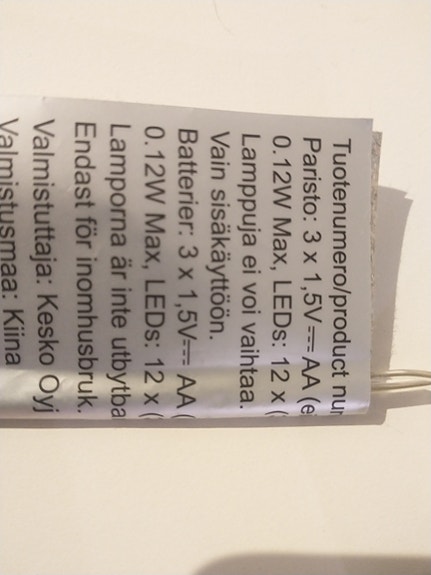 Tuotenumero/product nu
Paristo: 3 x 1,5V⎓ AA (ei
0.12W Max, LEDs: 12 x (
Lamppuja ei voi vaihtaa.
Vain sisäkäyttöön.
Batterier: 3 x 1,5V⎓ AA (
0.12W Max, LEDs: 12 x (
Lamporna är inte utbytba
Endast för inomhusbruk.
Valmistuttaja: Kesko Oyj
Valmistusmaa: Kiina